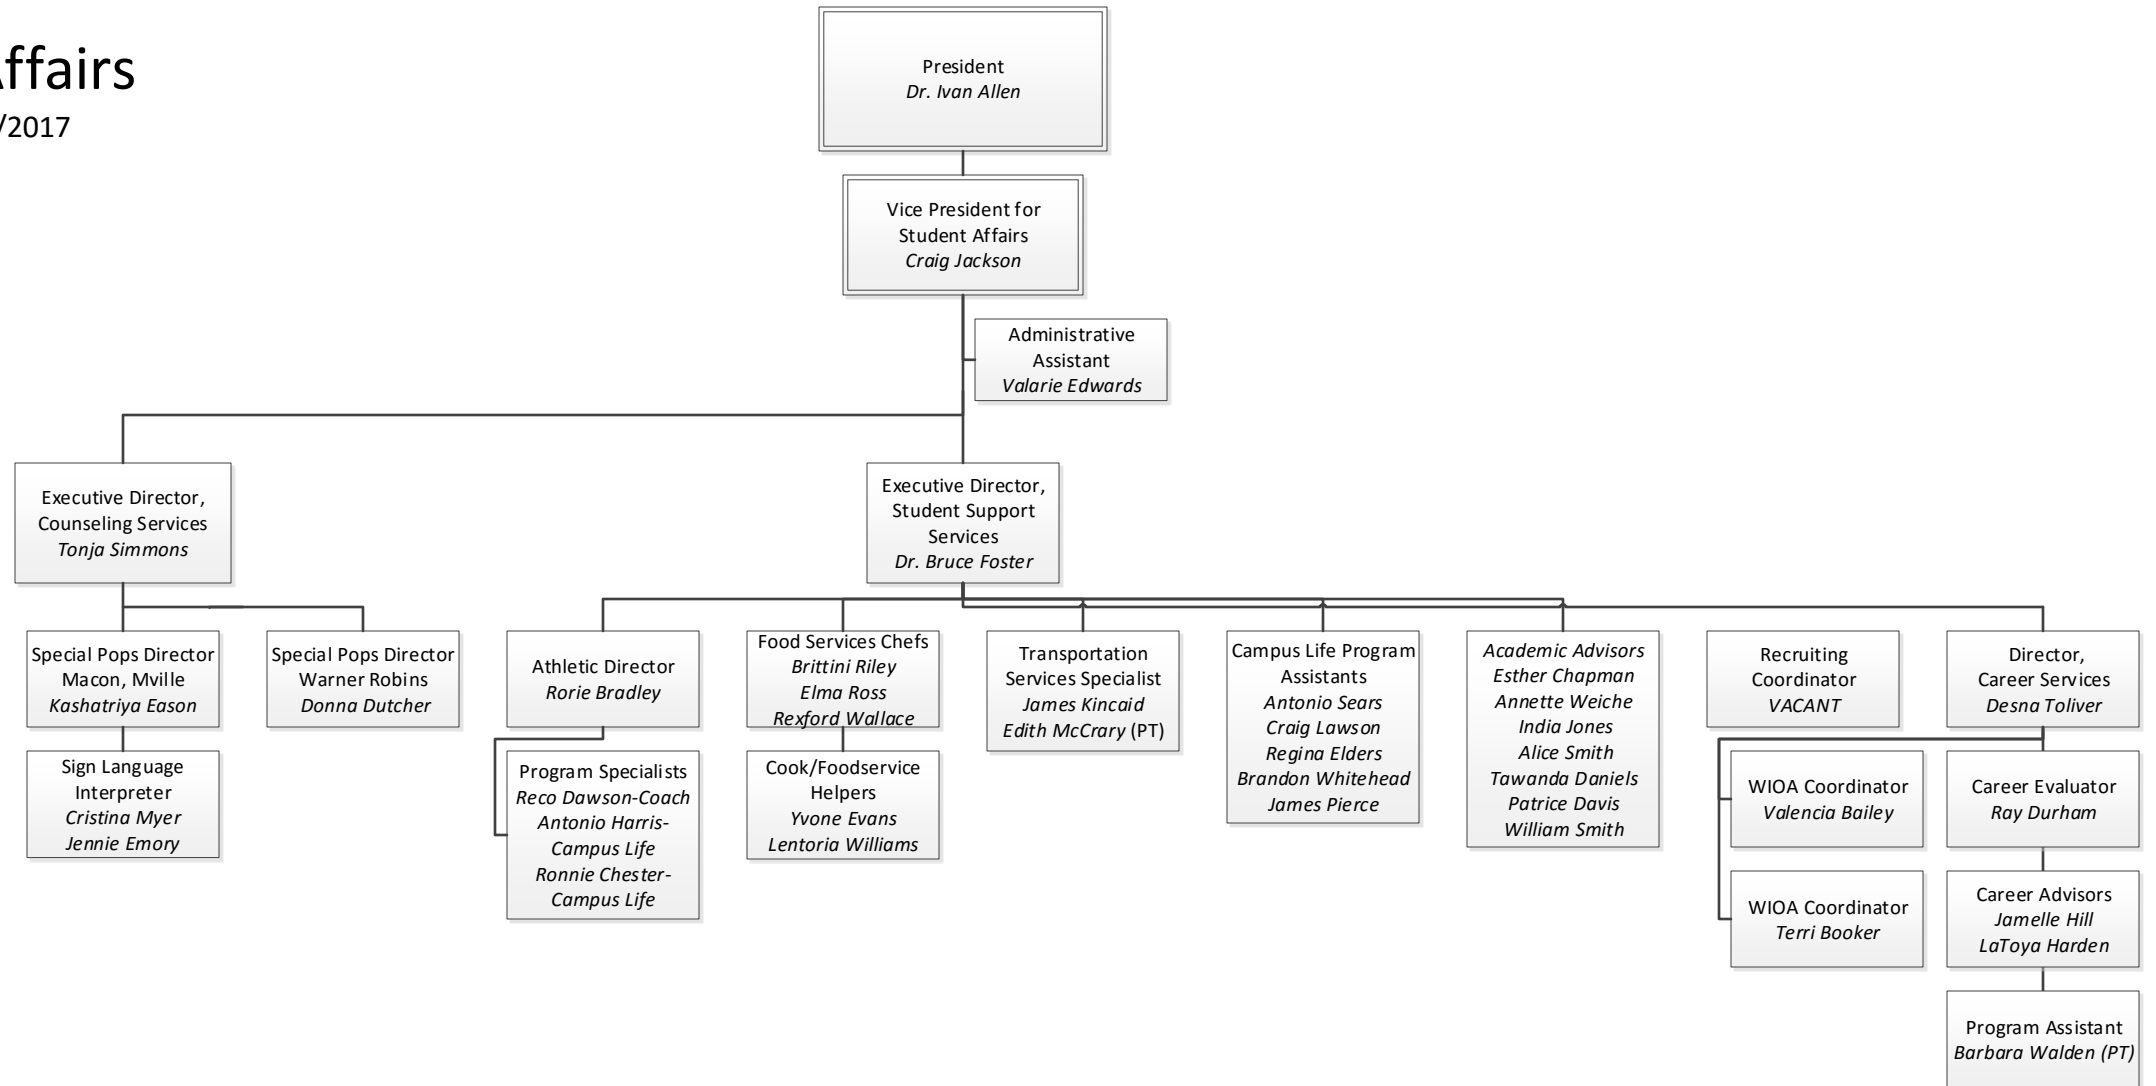 ffairs
/2017
President
Dr. Ivan Allen
Vice President for
Student Affairs
Craig Jackson
Administrative
Assistant
Valarie Edwards
Executive Director,
Counseling Services
Tonja Simmons
Executive Director,
Student Support
Services
Dr. Bruce Foster
Special Pops Director
Macon, Mville
Kashatriya Eason
Special Pops Director
Warner Robins
Donna Dutcher
Athletic Director
Rorie Bradley
Food Services Chefs
Brittini Riley
Elma Ross
Rexford Wallace
Transportation
Services Specialist
James Kincaid
Edith McCrary (PT)
Campus Life Program
Assistants
Antonio Sears
Craig Lawson
Regina Elders
Brandon Whitehead
James Pierce
Academic Advisors
Esther Chapman
Annette Weiche
India Jones
Alice Smith
Tawanda Daniels
Patrice Davis
William Smith
Recruiting
Coordinator
VACANT
Director,
Career Services
Desna Toliver
Sign Language
Interpreter
Cristina Myer
Jennie Emory
Program Specialists
Reco Dawson-Coach
Antonio Harris-
Campus Life
Ronnie Chester-
Campus Life
Cook/Foodservice
Helpers
Yvone Evans
Lentoria Williams
WIOA Coordinator
Valencia Bailey
Career Evaluator
Ray Durham
WIOA Coordinator
Terri Booker
Career Advisors
Jamelle Hill
LaToya Harden
Program Assistant
Barbara Walden (PT)